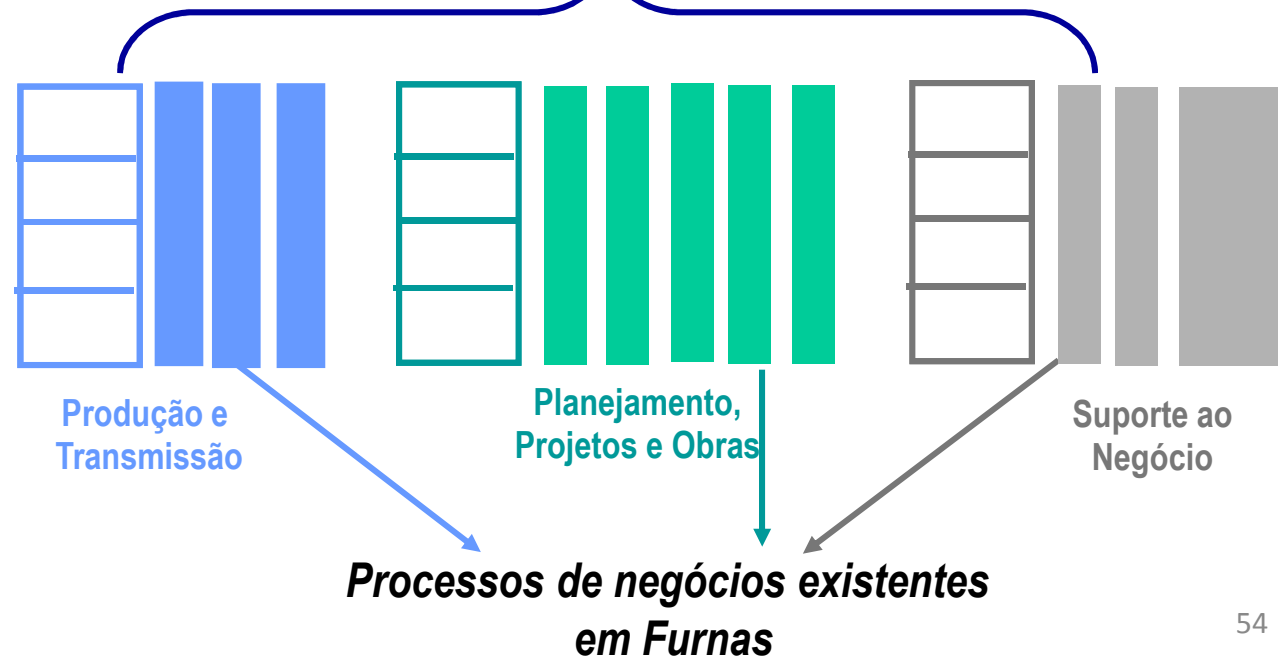 Produção e
Transmissão
Planejamento,
Projetos e Obras
Suporte ao
Negócio
Processos de negócios existentes
em Furnas
54